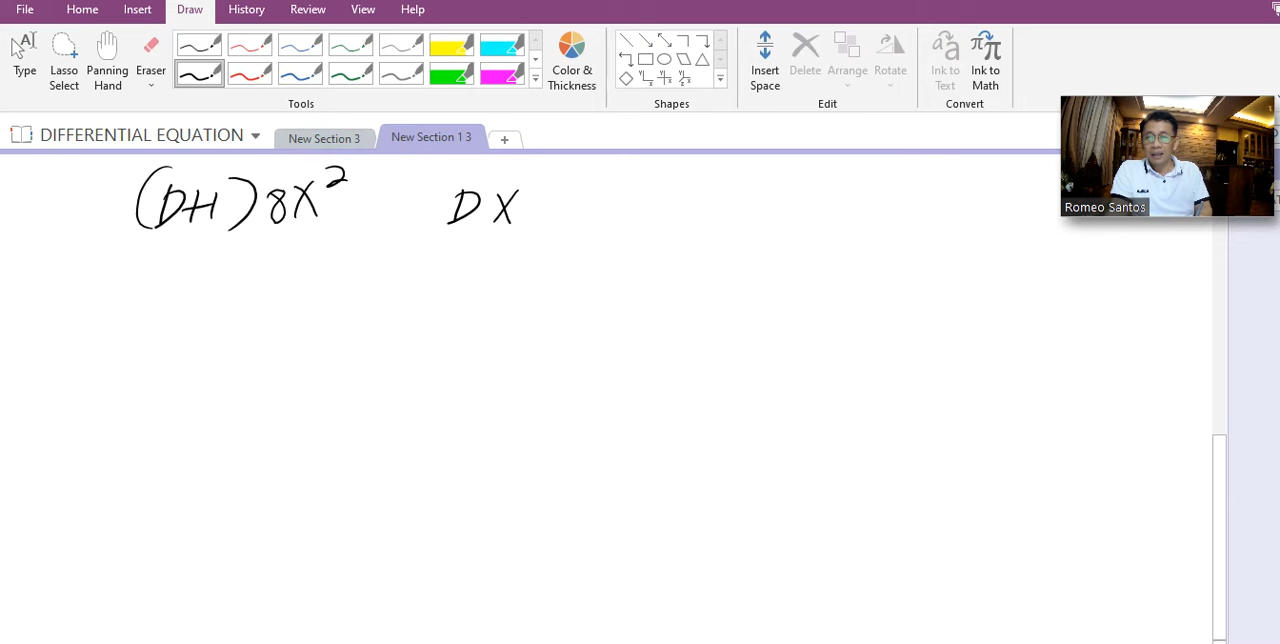 File Home Insert Draw History Review View Help
Type Lasso Select Panning Hand Eraser
Color & Thickness
Insert Space Delete Arrange Rotate
Ink to Text Ink to Math
Tools Shapes Edit Convert
DIFFERENTIAL EQUATION New Section 3 New Section 1 3 +
Romeo Santos
(DH)8X² DX